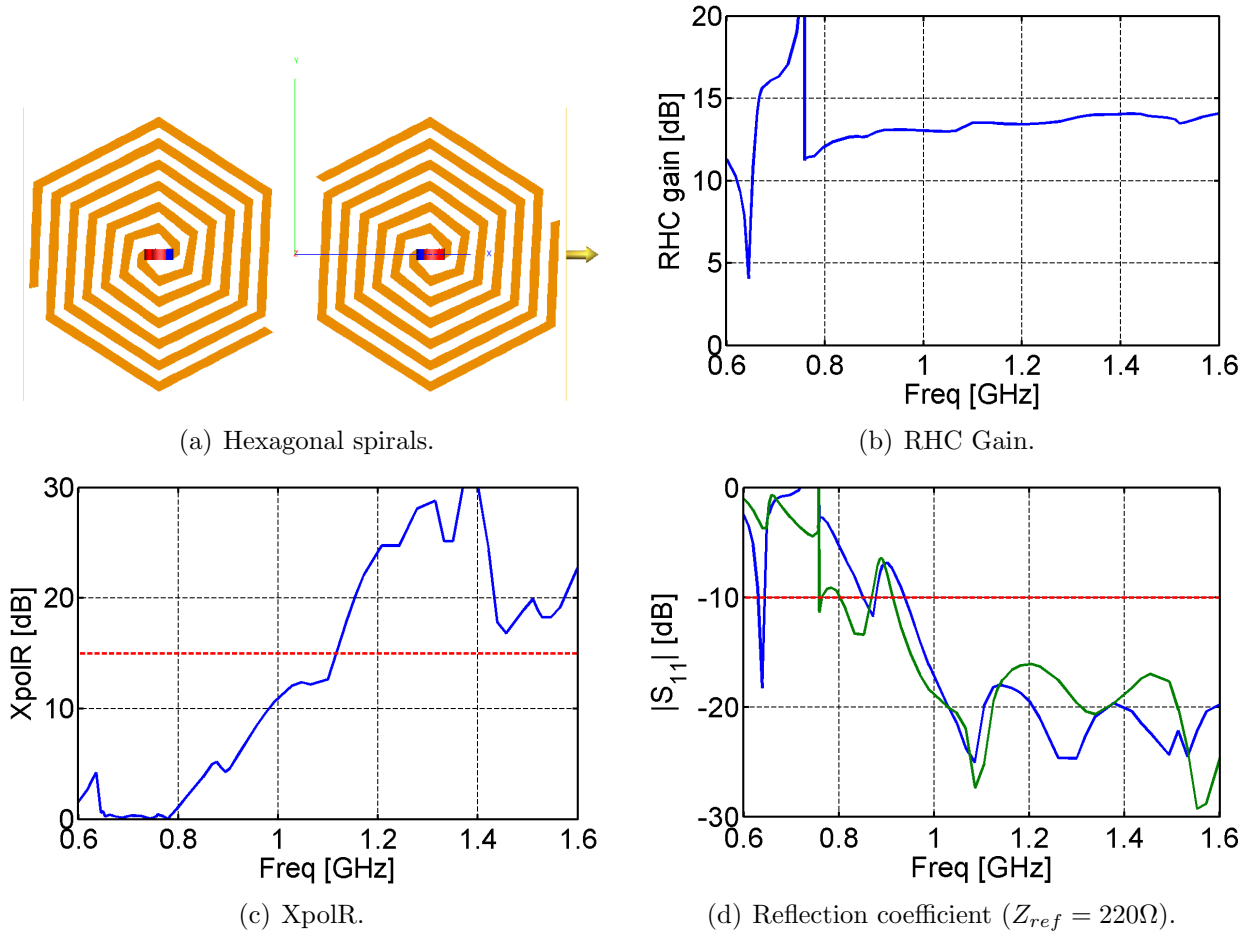 Y
Z
X
(a) Hexagonal spirals.
20
15
10
5
0
RHC gain [dB]
0.6 0.8 1 1.2 1.4 1.6
Freq [GHz]
(b) RHC Gain.
30
20
10
0
XpolR [dB]
0.6 0.8 1 1.2 1.4 1.6
Freq [GHz]
(c) XpolR.
0
-10
-20
-30
|S11| [dB]
0.6 0.8 1 1.2 1.4 1.6
Freq [GHz]
(d) Reflection coefficient (Zref = 220Ω).